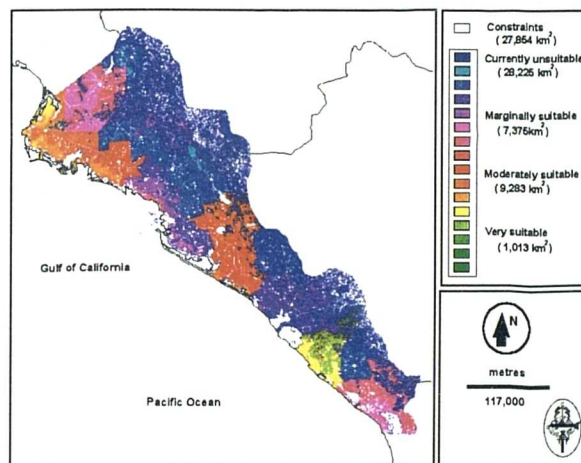 Constraints
(27,854 km²)
Currently unsuitable
(28,225 km²)
Marginally suitable
(7,375km²)
Moderately suitable
(9,283 km²)
Very suitable
(1,013 km²)
Gulf of California
Pacific Ocean
N
metres
117,000